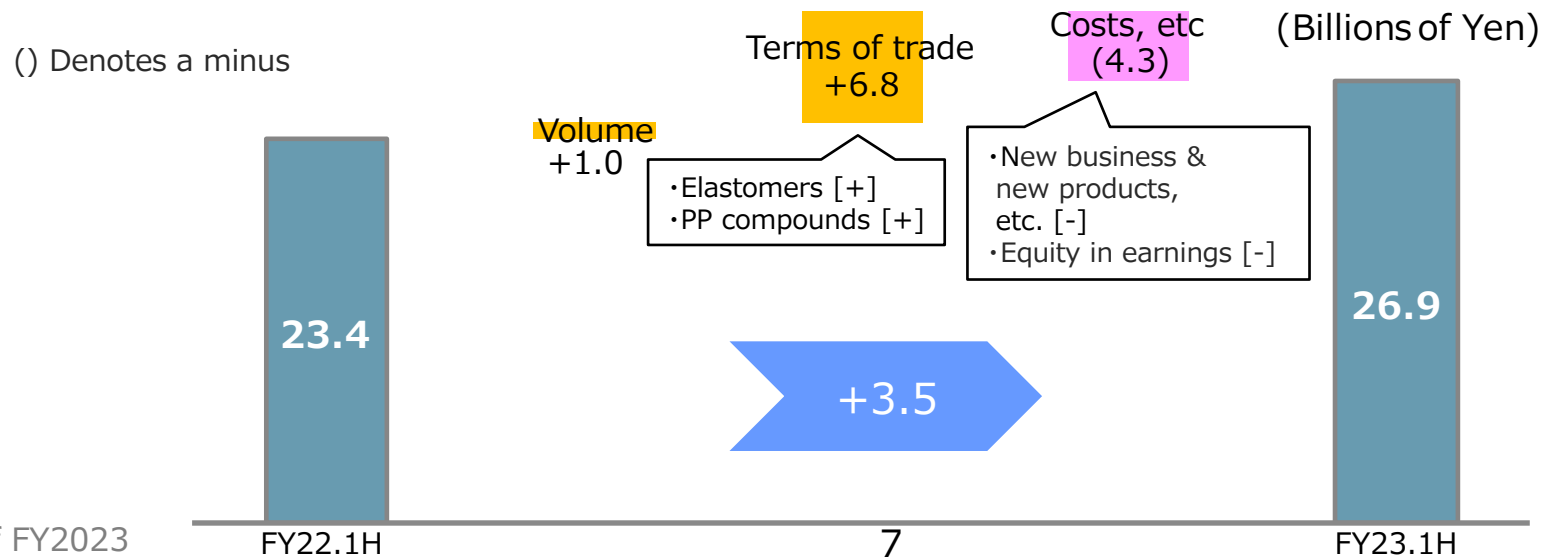 () Denotes a minus
Volume
+1.0
Terms of trade
+6.8
・Elastomers [+]
・PP compounds [+]
Costs, etc
(4.3)
・New business &
new products,
etc. [-]
・Equity in earnings [-]
(Billions of Yen)
23.4
+3.5
26.9
FY2023
FY22.1H
7
FY23.1H